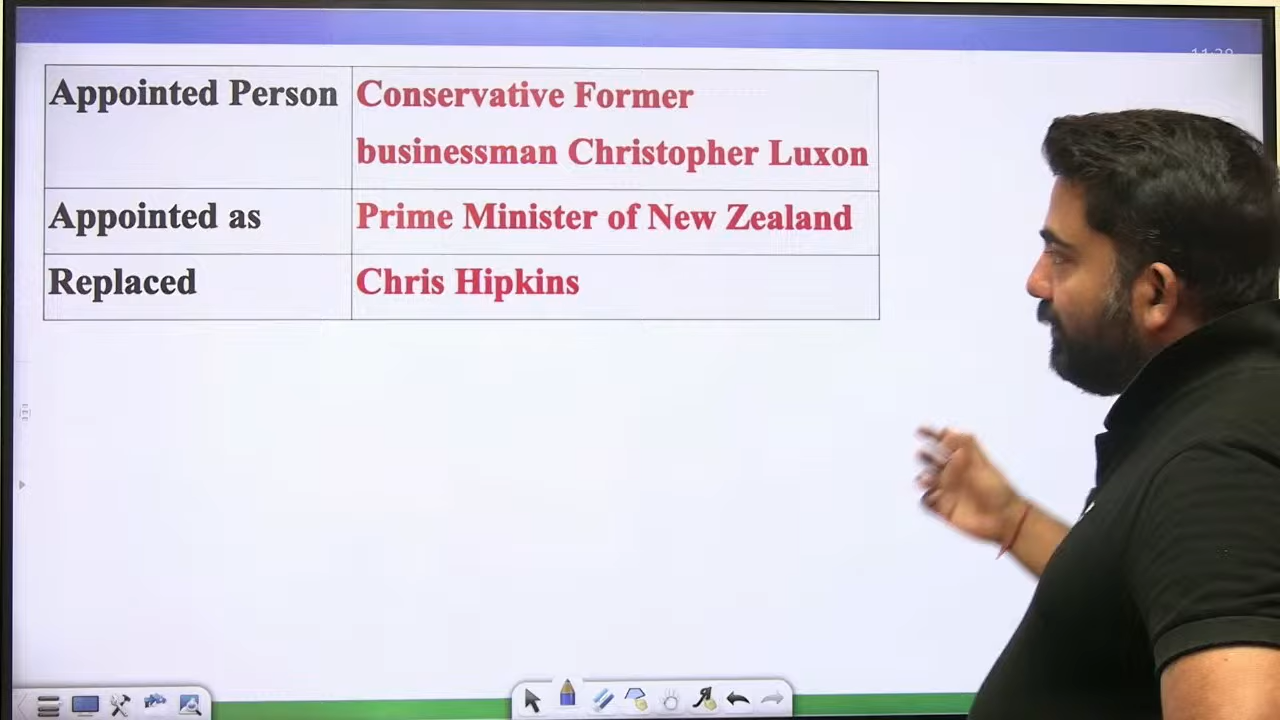 Appointed Person
Conservative Former
businessman Christopher Luxon
Appointed as
Prime Minister of New Zealand
Replaced
Chris Hipkins